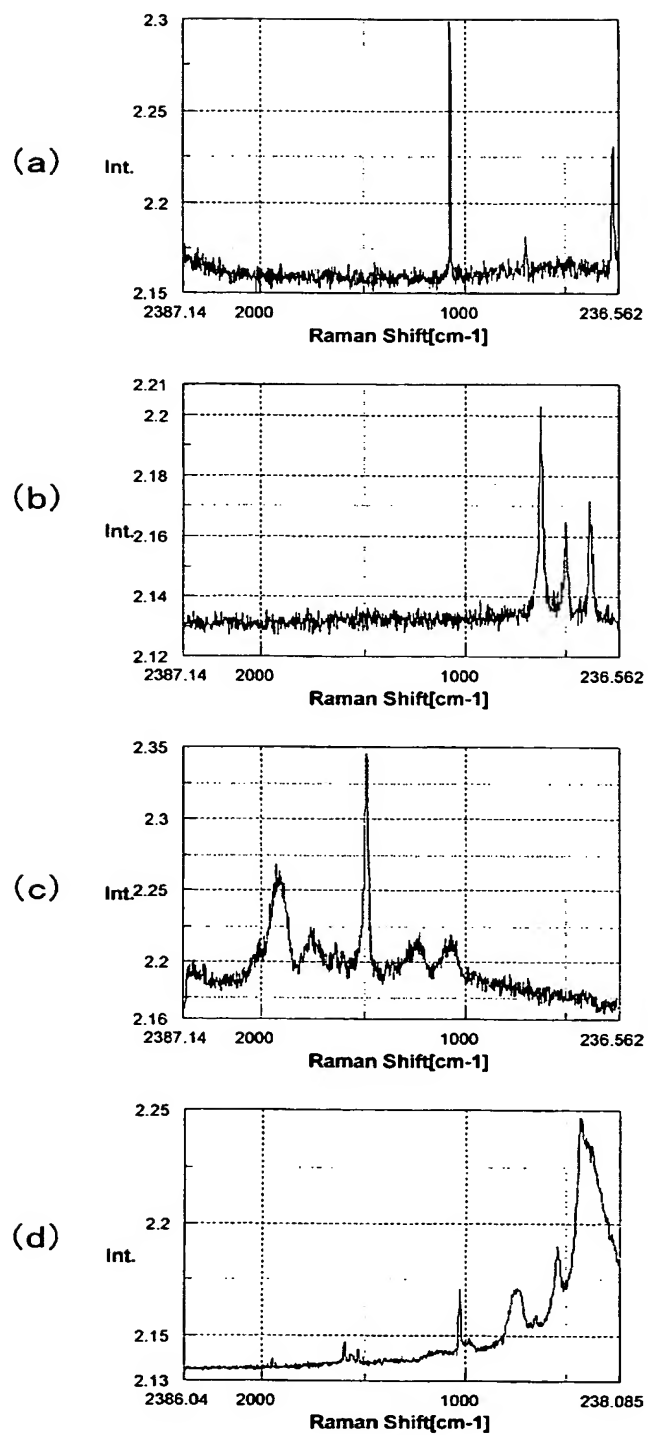 (a)
Int.
2.3
2.25
2.2
2.15
2387.14 2000 1000 236.562
Raman Shift[cm-1]
(b)
Int.
2.21
2.2
2.18
2.16
2.14
2.12
2387.14 2000 1000 236.562
Raman Shift[cm-1]
(c)
Int.
2.35
2.3
2.25
2.2
2.16
2387.14 2000 1000 236.562
Raman Shift[cm-1]
(d)
Int.
2.25
2.2
2.15
2.13
2386.04 2000 1000 238.085
Raman Shift[cm-1]